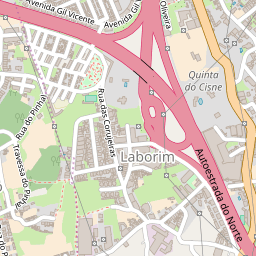 Avenida Gil Vicente
Avenida Gil
Oliveira
Quinta
do Cisne
Rua do Pinhal
Rua das Corujeiras
Travessa do
Laborim
Autoestrada do Norte